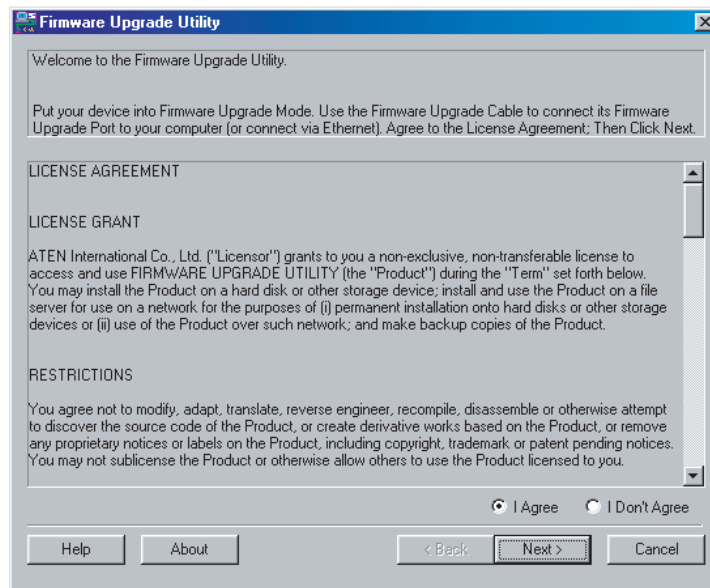 Firmware Upgrade Utility
Welcome to the Firmware Upgrade Utility.
Put your device into Firmware Upgrade Mode. Use the Firmware Upgrade Cable to connect its Firmware
Upgrade Port to your computer (or connect via Ethernet). Agree to the License Agreement; Then Click Next.
LICENSE AGREEMENT
LICENSE GRANT
ATEN International Co., Ltd. ("Licensor") grants to you a non-exclusive, non-transferable license to
access and use FIRMWARE UPGRADE UTILITY (the "Product") during the "Term" set forth below.
You may install the Product on a hard disk or other storage device; install and use the Product on a file
server for use on a network for the purposes of (i) permanent installation onto hard disks or other storage
devices or (ii) use of the Product over such network; and make backup copies of the Product.
RESTRICTIONS
You agree not to modify, adapt, translate, reverse engineer, recompile, disassemble or otherwise attempt
to discover the source code of the Product, or create derivative works based on the Product, or remove
any proprietary notices or labels on the Product, including copyright, trademark or patent pending notices.
You may not sublicense the Product or otherwise allow others to use the Product licensed to you.
I Agree I Don't Agree
Help About < Back Next > Cancel